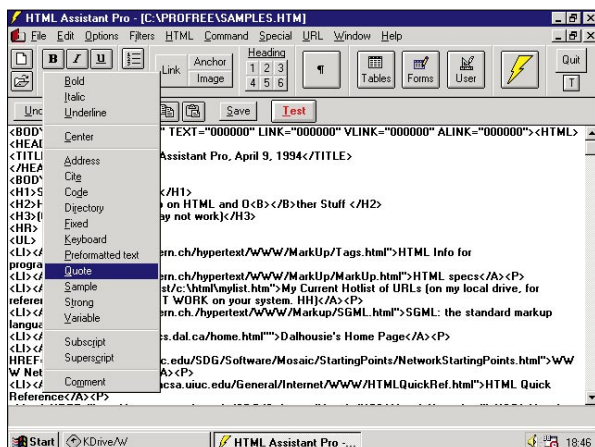 HTML Assistant Pro - [C:\PROFREE\SAMPLES.HTM]
File Edit Options Filters HTML Command Special URL Window Help
B I U Link Anchor Image Heading 1 2 3 4 5 6 ¶ Tables Forms User Quit T
Save Test
Bold
Italic
Underline
Center
Address
Cite
Code
Directory
Fixed
Keyboard
Preformatted text
Quote
Sample
Strong
Variable
Subscript
Superscript
Comment
<BODY " TEXT="000000" LINK="000000" VLINK="000000" ALINK="000000"><HTML>
<HEAD
<TITL Assistant Pro, April 9, 1994</TITLE>
</HEA
<BOD
<H1>S </H1>
<H2>H on HTML and O<B></B>ther Stuff </H2>
<H3>( ay not work)</H3>
<HR>
<UL>
<LI><A ern.ch/hypertext/WWW/MarkUp/Tags.html">HTML Info for
progra
<LI><A ern.ch/hypertext/WWW/MarkUp/MarkUp.html">HTML specs</A><P>
<LI><A st/c:\html\mylist.htm">My Current Hotlist of URLs (on my local drive, for
referen T WORK on your system. HH)</A><P>
<LI><A ern.ch./hypertext/WWW/Markup/SGML.html">SGML: the standard markup
langua
<LI><A s.dal.ca/home.html"">Dalhousie's Home Page</A><P>
<LI><A
HREF= c.edu/SDG/Software/Mosaic/StartingPoints/NetworkStartingPoints.html">WW
W Net A><P>
<LI><A csa.uiuc.edu/General/Internet/WWW/HTMLQuickRef.html">HTML Quick
Reference</A><P>
Start KDrive/W HTML Assistant Pro -... 18:46